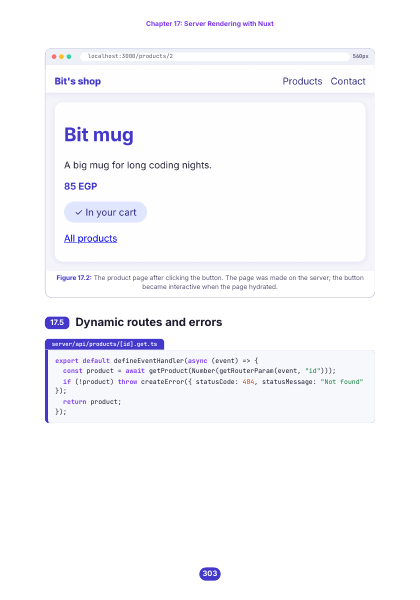 Chapter 17: Server Rendering with Nuxt
localhost:3000/products/2
560px
Bit's shop
Products Contact
Bit mug
A big mug for long coding nights.
85 EGP
✓ In your cart
All products
Figure 17.2: The product page after clicking the button. The page was made on the server; the button
became interactive when the page hydrated.
17.5 Dynamic routes and errors
server/api/products/[id].get.ts
export default defineEventHandler(async (event) => {
  const product = await getProduct(Number(getRouterParam(event, "id")));
  if (!product) throw createError({ statusCode: 404, statusMessage: "Not found"
});
  return product;
});
303